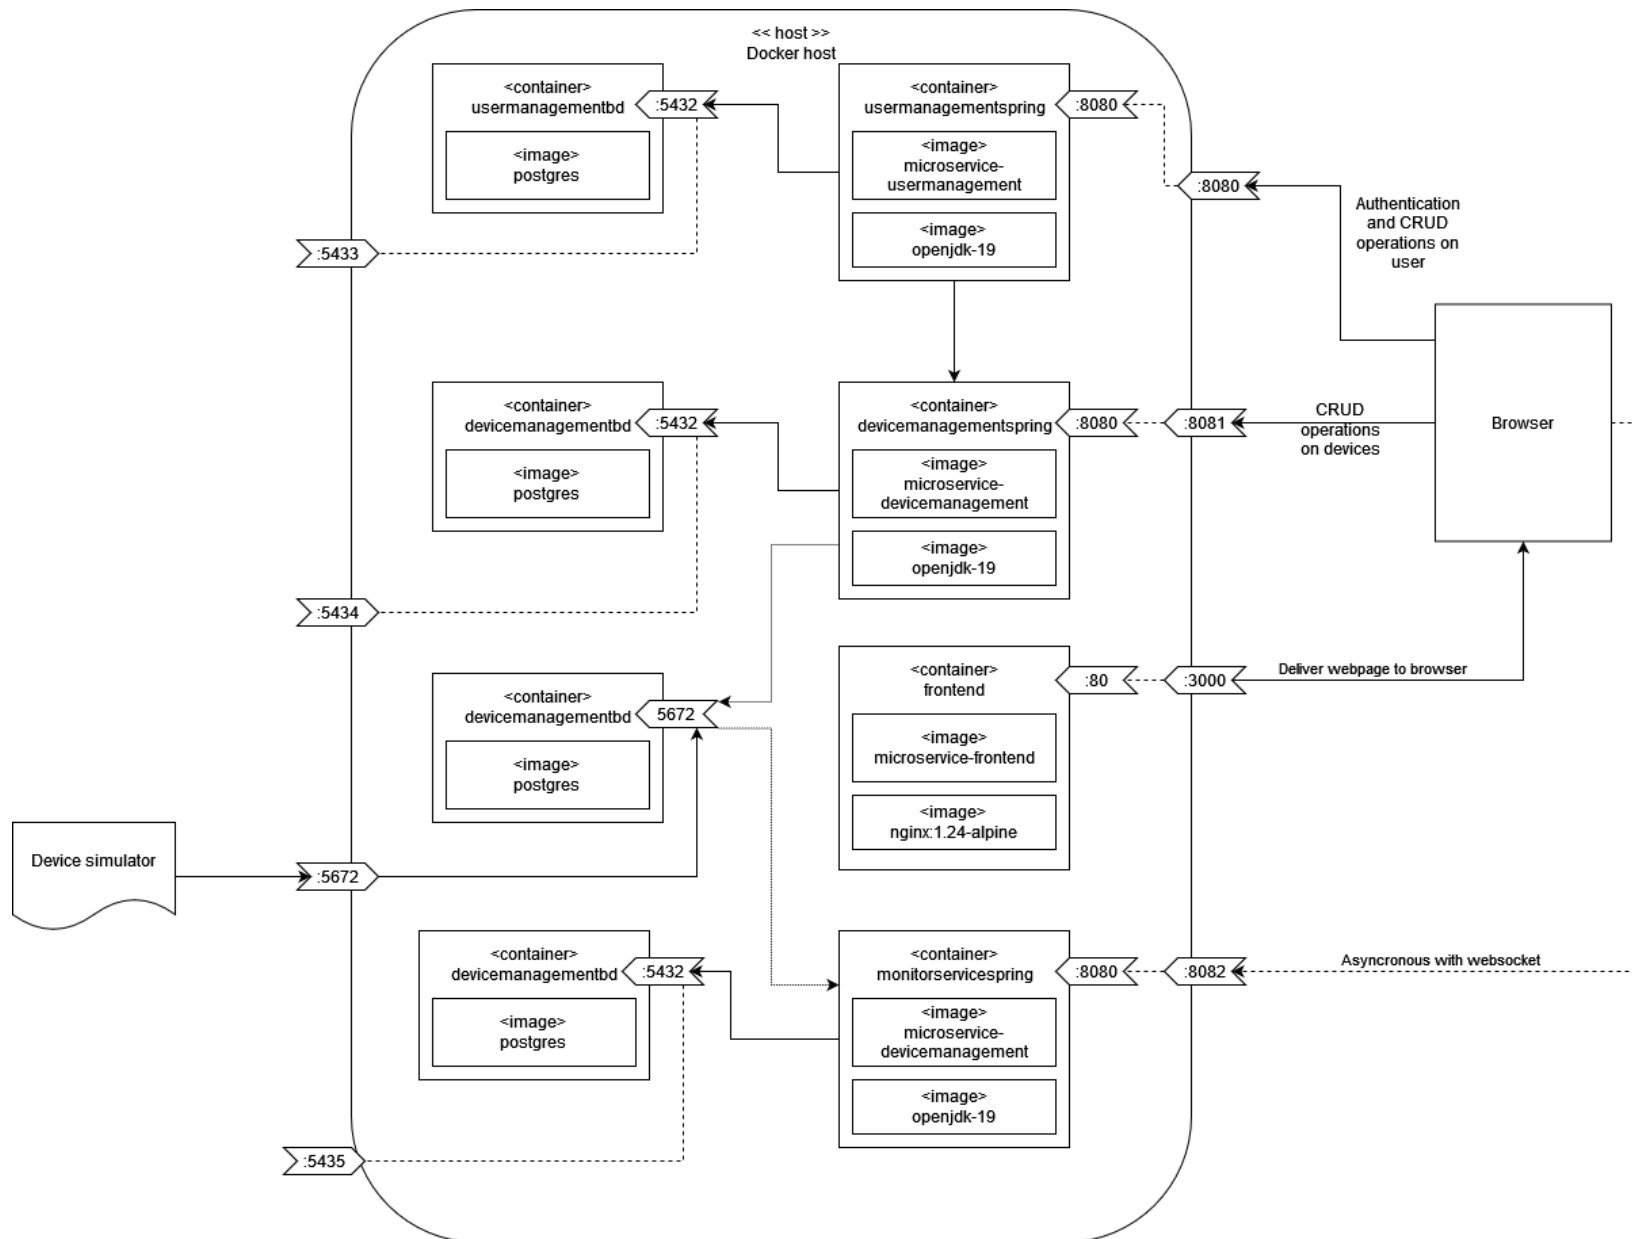 << host >>
Docker host
<container>
usermanagementbd
:5432
<image>
postgres
<container>
usermanagementspring
:8080
<image>
microservice-
usermanagement
<image>
openjdk-19
:5433
:8080
Authentication
and CRUD
operations on
user
<container>
devicemanagementbd
:5432
<image>
postgres
<container>
devicemanagementspring
:8080
<image>
microservice-
devicemanagement
<image>
openjdk-19
:8081
CRUD
operations
on devices
Browser
:5434
<container>
devicemanagementbd
5672
<image>
postgres
<container>
frontend
:80
<image>
microservice-frontend
<image>
nginx:1.24-alpine
:3000
Deliver webpage to browser
Device simulator
:5672
<container>
devicemanagementbd
:5432
<image>
postgres
<container>
monitorservicespring
:8080
<image>
microservice-
devicemanagement
<image>
openjdk-19
:8082
Asyncronous with websocket
:5435